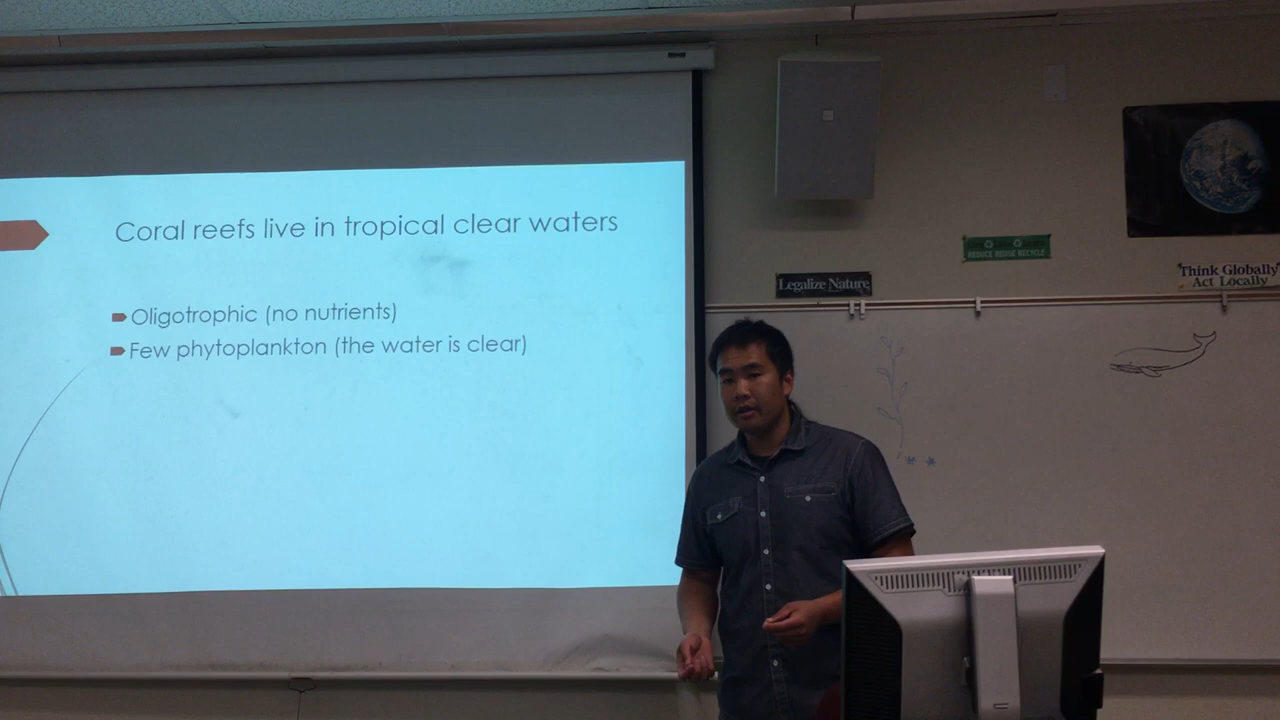 Coral reefs live in tropical clear waters
Oligotrophic (no nutrients)
Few phytoplankton (the water is clear)
Legalize Nature
REDUCE REUSE RECYCLE
Think Globally
Act Locally